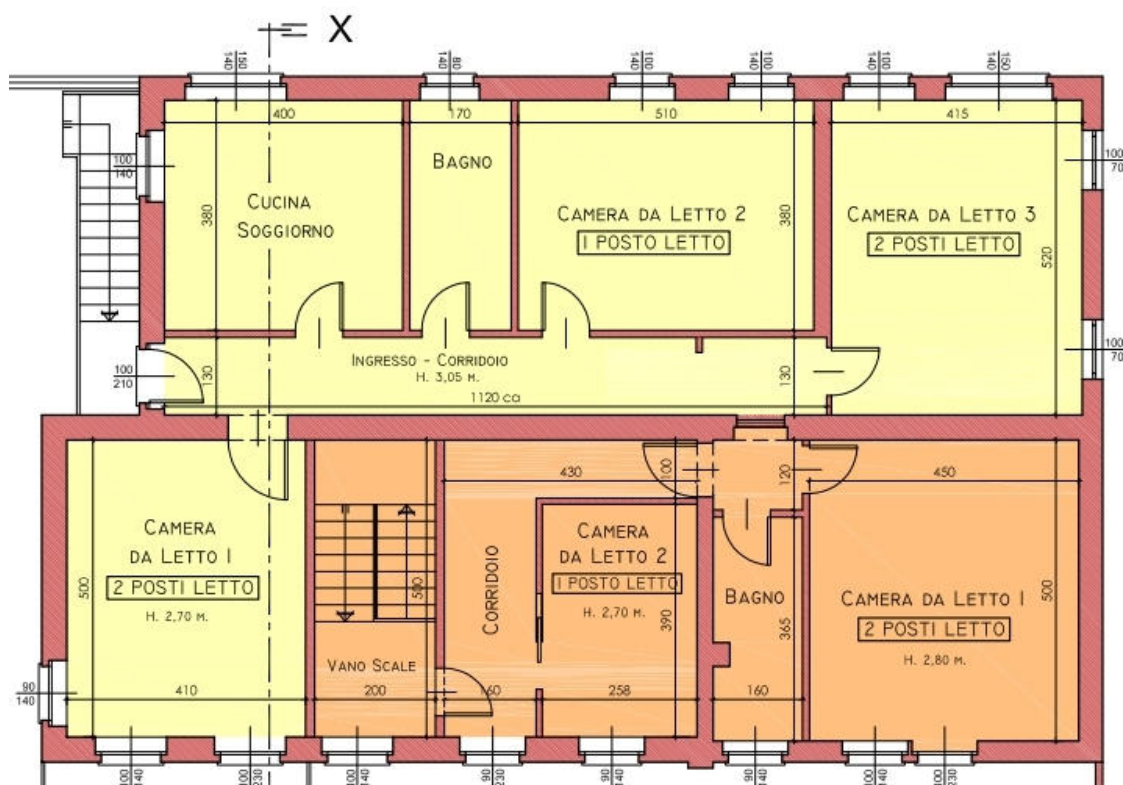 X
150
140
80
140
100
140
100
140
100
140
150
140
400
170
510
415
100
140
BAGNO
100
70
CUCINA
SOGGIORNO
380
CAMERA DA LETTO 2
1 POSTO LETTO
380
CAMERA DA LETTO 3
2 POSTI LETTO
520
100
210
130
INGRESSO - CORRIDOIO
H. 3,05 M.
130
1120 ca
100
70
430
100
120
450
CAMERA
DA LETTO 1
2 POSTI LETTO
H. 2,70 M.
500
500
CORRIDOIO
CAMERA
DA LETTO 2
1 POSTO LETTO
H. 2,70 M.
390
BAGNO
365
CAMERA DA LETTO 1
2 POSTI LETTO
H. 2,80 M.
500
VANO SCALE
90
140
410
200
160
258
160
100
140
100
230
100
140
90
230
100
140
90
140
100
140
100
230